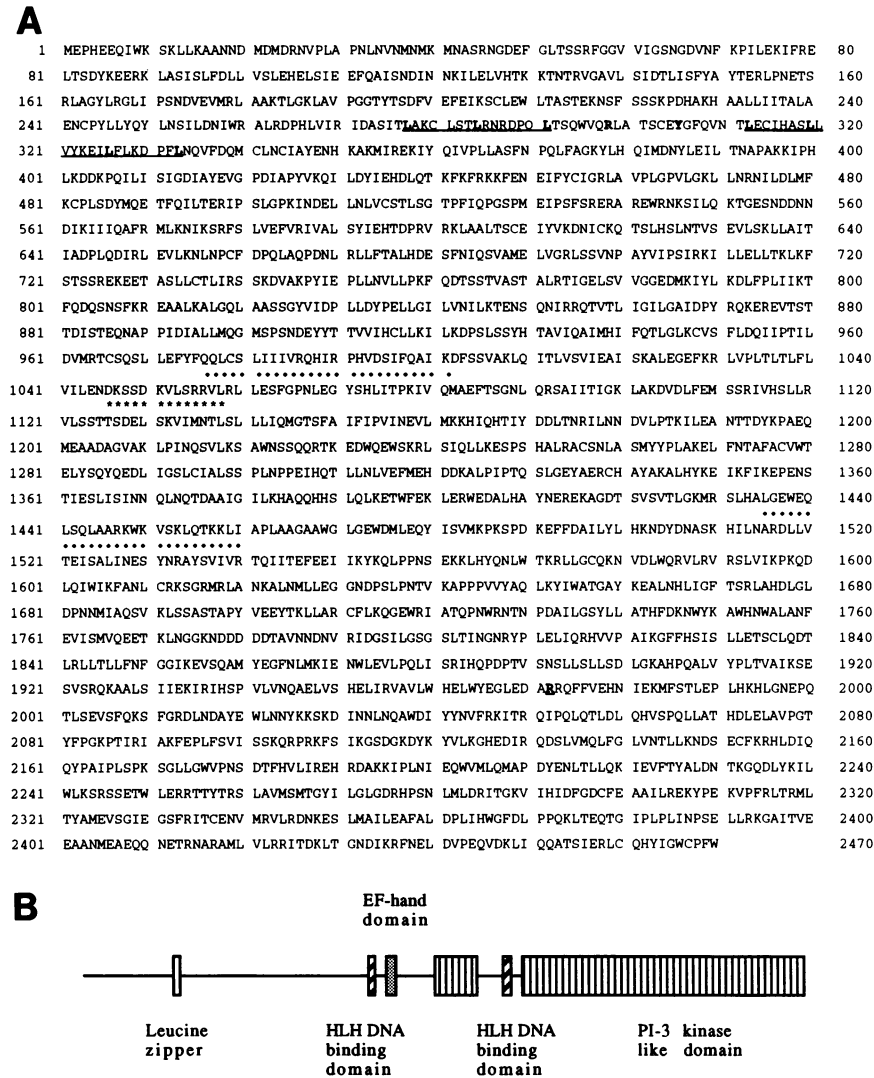 A
1 MEPHEEQIWK SKLLKAANND MDMDRNVPLA PNLNVNMNMK MNASRNGDEF GLTSSRFGGV VIGSNGDVNF KPILEKIFRE 80
81 LTSDYKEERK LASISLFDLL VSLEHELSIE EFQAISNDIN NKILELVHTK KTNTRVGAVL SIDTLISFYA YTERLPNETS 160
161 RLAGYLRGLI PSNDVEVMRL AAKTLGKLAV PGGTYTSDFV EFEIKSCLEW LTASTEKNSF SSSKPDHAKH AALLIITALA 240
241 ENCPYLLYQY LNSILDNIWR ALRDPHLVIR IDASITLAKC LSTLRNRDPQ LTSQWVQRLA TSCEYGFQVN TLECIHASLL 320
321 VYKEILFLKD PFLNQVFDQM CLNCIAYENH KAKMIREKIY QIVPLLASFN PQLFAGKYLH QIMDNYLEIL TNAPAKKIPH 400
401 LKDDKPQILI SIGDIAYEVG PDIAPYVKQI LDYIEHDLQT KFKFRKKFEN EIFYCIGRLA VPLGPVLGKL LNRNILDLMF 480
481 KCPLSDYMQE TFQILTERIP SLGPKINDEL LNLVCSTLSG TPFIQPGSPM EIPSFSRERA REWRNKSILQ KTGESNDDNN 560
561 DIKIIIQAFR MLKNIKSRFS LVEFVRIVAL SYIEHTDPRV RKLAALTSCE IYVKDNICKQ TSLHSLNTVS EVLSKLLAIT 640
641 IADPLQDIRL EVLKNLNPCF DPQLAQPDNL RLLFTALHDE SFNIQSVAME LVGRLSSVNP AYVIPSIRKI LLELLTKLKF 720
721 STSSREKEET ASLLCTLIRS SKDVAKPYIE PLLNVLLPKF QDTSSTVAST ALRTIGELSV VGGEDMKIYL KDLFPLIIKT 800
801 FQDQSNSFKR EAALKALGQL AASSGYVIDP LLDYPELLGI LVNILKTENS QNIRRQTVTL IGILGAIDPY RQKEREVTST 880
881 TDISTEQNAP PIDIALLMQG MSPSNDEYYT TVVIHCLLKI LKDPSLSSYH TAVIQAIMHI FQTLGLKCVS FLDQIIPTIL 960
961 DVMRTCSQSL LEFYFQQLCS LIIIVRQHIR PHVDSIFQAI KDFSSVAKLQ ITLVSVIEAI SKALEGEFKR LVPLTLTLFL 1040
1041 VILENDKSSD KVLSRRVLRL LESFGPNLEG YSHLITPKIV QMAEFTSGNL QRSAIITIGK LAKDVDLFEM SSRIVHSLLR 1120
1121 VLSSTTSDEL SKVIMNTLSL LLIQMGTSFA IFIPVINEVL MKKHIQHTIY DDLTNRILNN DVLPTKILEA NTTDYKPAEQ 1200
1201 MEAADAGVAK LPINQSVLKS AWNSSQQRTK EDWQEWSKRL SIQLLKESPS HALRACSNLA SMYYPLAKEL FNTAFACVWT 1280
1281 ELYSQYQEDL IGSLCIALSS PLNPPEIHQT LLNLVEFMEH DDKALPIPTQ SLGEYAERCH AYAKALHYKE IKFIKEPENS 1360
1361 TIESLISINN QLNQTDAAIG ILKHAQQHHS LQLKETWFEK LERWEDALHA YNEREKAGDT SVSVTLGKMR SLHALGEWEQ 1440
1441 LSQLAARKWK VSKLQTKKLI APLAAGAAWG LGEWDMLEQY ISVMKPKSPD KEFFDAILYL HKNDYDNASK HILNARDLLV 1520
1521 TEISALINES YNRAYSVIVR TQIITEFEEI IKYKQLPPNS EKKLHYQNLW TKRLLGCQKN VDLWQRVLRV RSLVIKPKQD 1600
1601 LQIWIKFANL CRKSGRMRLA NKALNMLLEG GNDPSLPNTV KAPPPVVYAQ LKYIWATGAY KEALNHLIGF TSRLAHDLGL 1680
1681 DPNNMIAQSV KLSSASTAPY VEEYTKLLAR CFLKQGEWRI ATQPNWRNTN PDAILGSYLL ATHFDKNWYK AWHNWALANF 1760
1761 EVISMVQEET KLNGGKNDDD DDTAVNNDNV RIDGSILGSG SLTINGNRYP LELIQRHVVP AIKGFFHSIS LLETSCLQDT 1840
1841 LRLLTLLFNF GGIKEVSQAM YEGFNLMKIE NWLEVLPQLI SRIHQPDPTV SNSLLSLLSD LGKAHPQALV YPLTVAIKSE 1920
1921 SVSRQKAALS IIEKIRIHSP VLVNQAELVS HELIRVAVLW HELWYEGLED ARRQFFVEHN IEKMFSTLEP LHKHLGNEPQ 2000
2001 TLSEVSFQKS FGRDLNDAYE WLNNYKKSKD INNLNQAWDI YYNVFRKITR QIPQLQTLDL QHVSPQLLAT HDLELAVPGT 2080
2081 YFPGKPTIRI AKFEPLFSVI SSKQRPRKFS IKGSDGKDYK YVLKGHEDIR QDSLVMQLFG LVNTLLKNDS ECFKRHLDIQ 2160
2161 QYPAIPLSPK SGLLGWVPNS DTFHVLIREH RDAKKIPLNI EQWVMLQMAP DYENLTLLQK IEVFTYALDN TKGQDLYKIL 2240
2241 WLKSRSSETW LERRTTYTRS LAVMSMTGYI LGLGDRHPSN LMLDRITGKV IHIDFGDCFE AAILREKYPE KVPFRLTRML 2320
2321 TYAMEVSGIE GSFRITCENV MRVLRDNKES LMAILEAFAL DPLIHWGFDL PPQKLTEQTG IPLPLINPSE LLRKGAITVE 2400
2401 EAANMEAEQQ NETRNARAML VLRRITDKLT GNDIKRFNEL DVPEQVDKLI QQATSIERLC QHYIGWCPFW 2470
B
EF-hand
domain
Leucine
zipper
HLH DNA
binding
domain
HLH DNA
binding
domain
PI-3 kinase
like domain